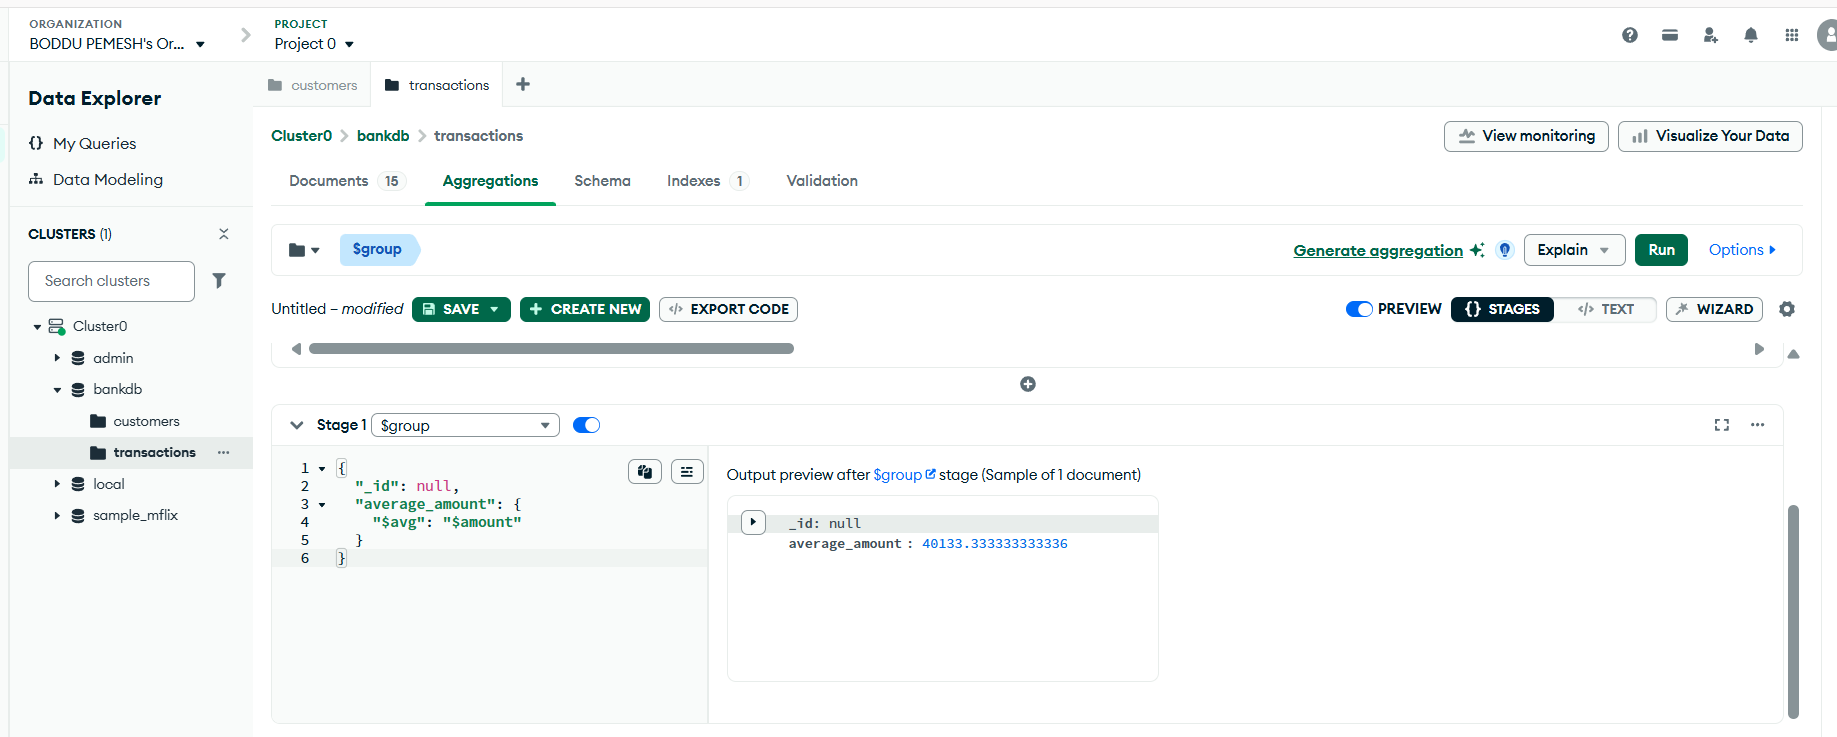 ORGANIZATION
BODDU PEMESH's Or...
PROJECT
Project 0
Data Explorer
My Queries
Data Modeling
CLUSTERS (1)
Search clusters
Cluster0
admin
bankdb
customers
transactions
local
sample_mflix
customers
transactions
Cluster0 > bankdb > transactions
View monitoring
Visualize Your Data
Documents 15
Aggregations
Schema
Indexes 1
Validation
$group
Generate aggregation
Explain
Run
Options
Untitled – modified
SAVE
CREATE NEW
</> EXPORT CODE
PREVIEW
{} STAGES
</> TEXT
WIZARD
Stage 1 $group
1 {
2 "_id": null,
3 "average_amount": {
4 "$avg": "$amount"
5 }
6 }
Output preview after $group stage (Sample of 1 document)
_id: null
average_amount : 40133.333333333336